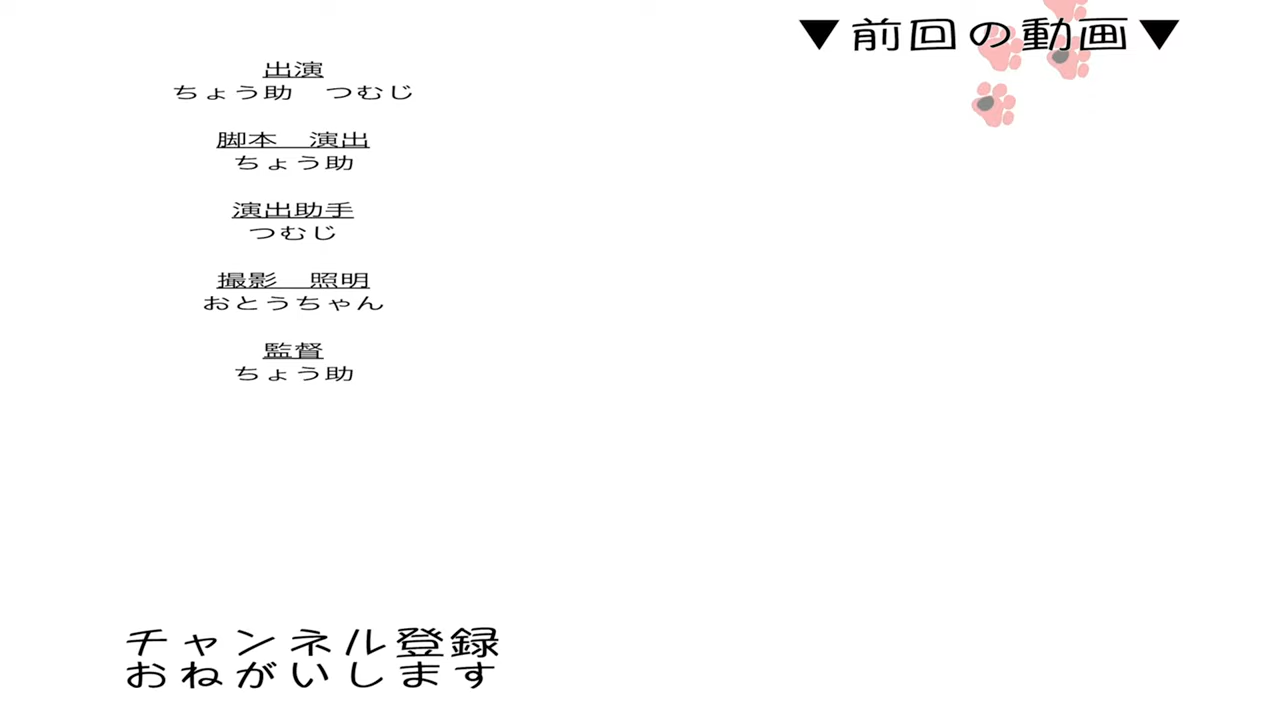 ▼前回の動画▼
出演
ちょう助　つむじ
脚本　演出
ちょう助
演出助手
つむじ
撮影　照明
おとうちゃん
監督
ちょう助
チャンネル登録
おねがいします